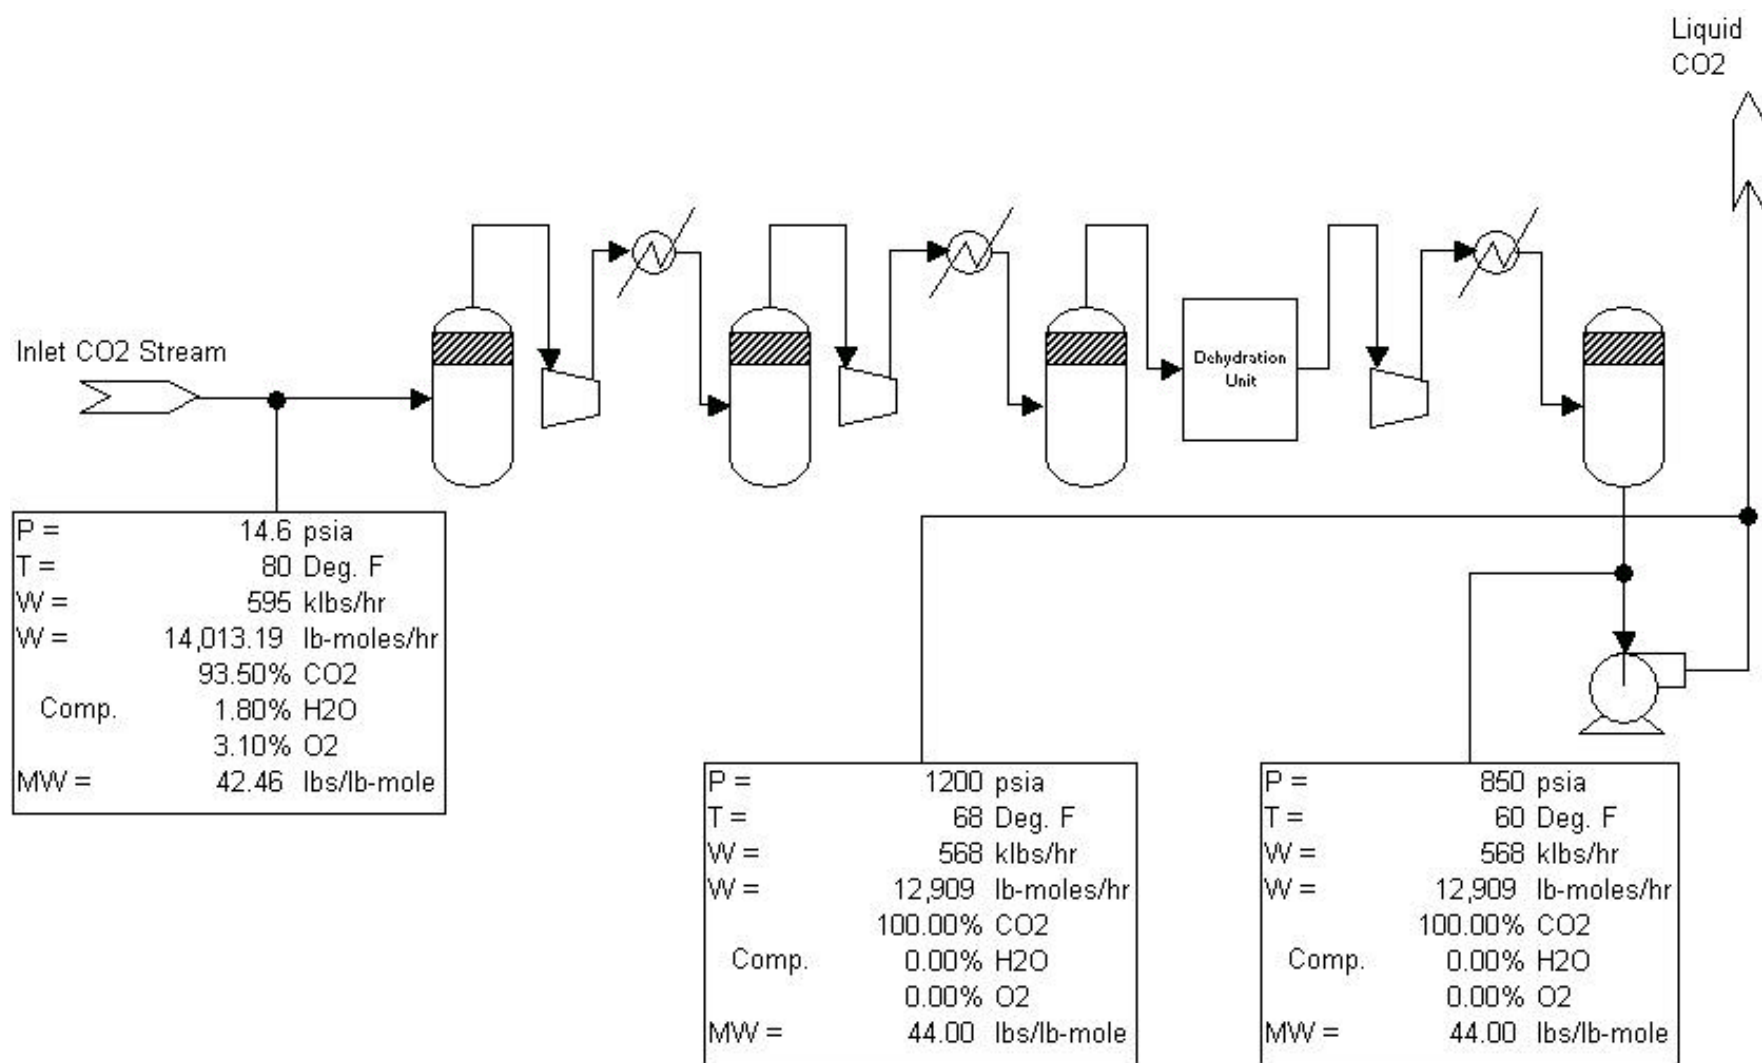 Liquid
CO2
Inlet CO2 Stream
Dehydration
Unit
P = 14.6 psia
T = 80 Deg. F
W = 595 klbs/hr
W = 14,013.19 lb-moles/hr
93.50% CO2
Comp. 1.80% H2O
3.10% O2
MW = 42.46 lbs/lb-mole
P = 1200 psia
T = 68 Deg. F
W = 568 klbs/hr
W = 12,909 lb-moles/hr
100.00% CO2
Comp. 0.00% H2O
0.00% O2
MW = 44.00 lbs/lb-mole
P = 850 psia
T = 60 Deg. F
W = 568 klbs/hr
W = 12,909 lb-moles/hr
100.00% CO2
Comp. 0.00% H2O
0.00% O2
MW = 44.00 lbs/lb-mole